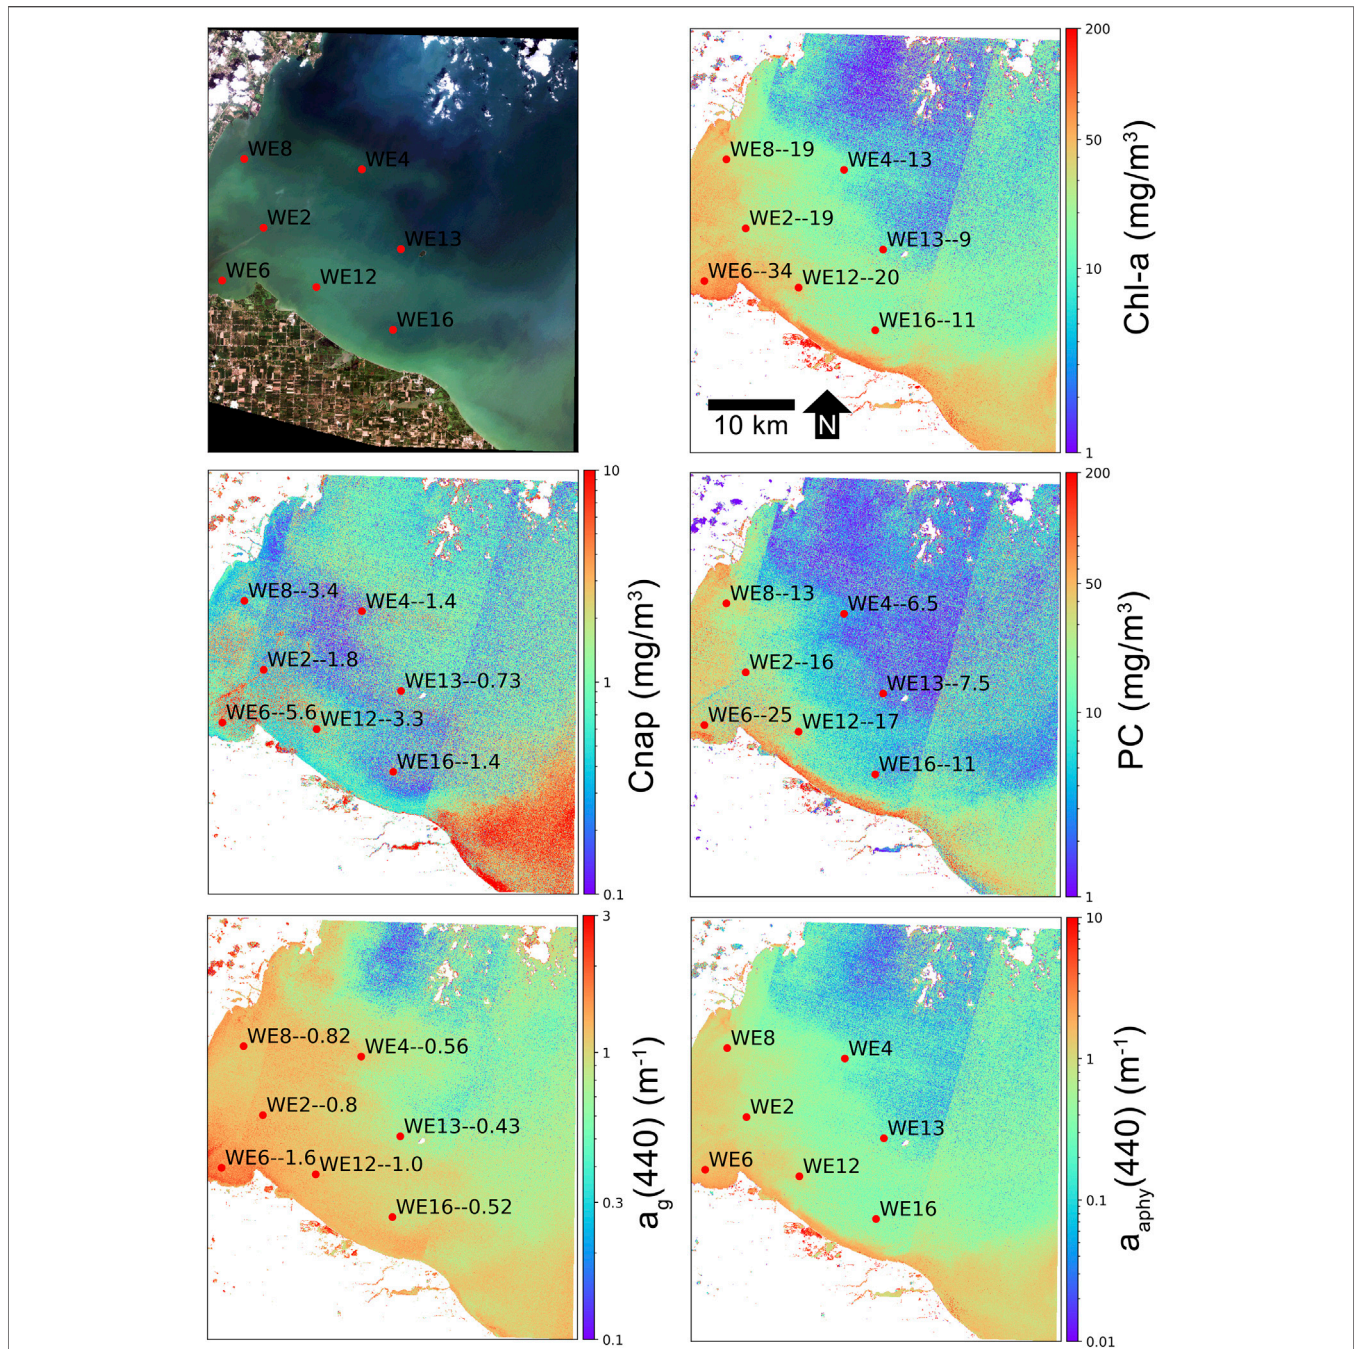 WE8
WE4
WE2
WE13
WE6
WE12
WE16
WE8--19
WE4--13
WE2--19
WE13--9
WE6--34
WE12--20
WE16--11
10 km
N
200
50
10
1
Chl-a (mg/m³)
WE8--3.4
WE4--1.4
WE2--1.8
WE13--0.73
WE6--5.6
WE12--3.3
WE16--1.4
10
1
0.1
Cnap (mg/m³)
WE8--13
WE4--6.5
WE2--16
WE13--7.5
WE6--25
WE12--17
WE16--11
200
50
10
1
PC (mg/m³)
WE8--0.82
WE4--0.56
WE2--0.8
WE13--0.43
WE6--1.6
WE12--1.0
WE16--0.52
3
1
0.3
0.1
a_g(440) (m⁻¹)
WE8
WE4
WE2
WE13
WE6
WE12
WE16
10
1
0.1
0.01
a_aphy(440) (m⁻¹)